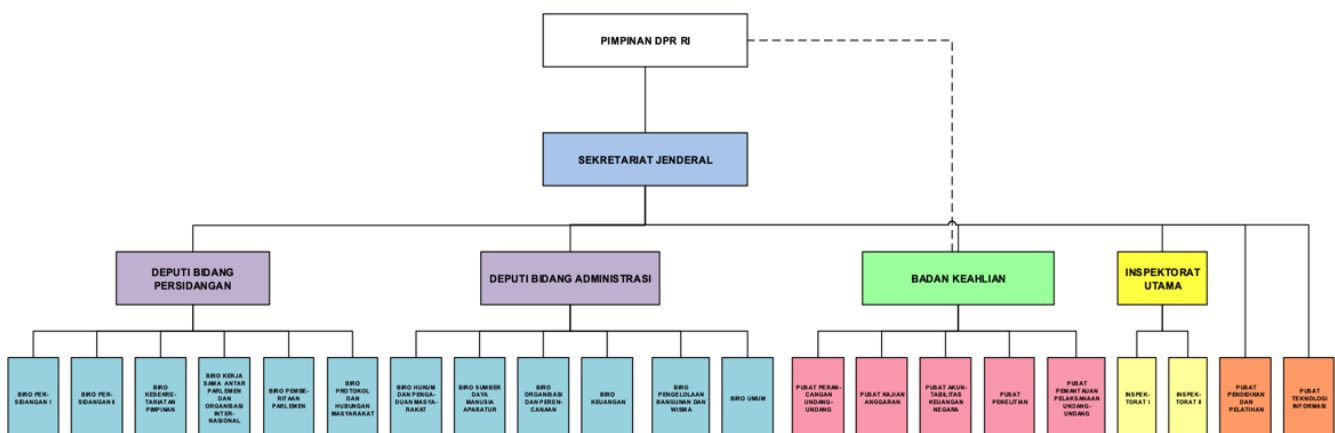 PIMPINAN DPR RI
SEKRETARIAT JENDERAL
DEPUTI BIDANG
PERSIDANGAN
DEPUTI BIDANG ADMINISTRASI
BADAN KEAHLIAN
INSPEKTORAT
UTAMA
BIRO PER-
SIDANGAN I
BIRO PER-
SIDANGAN II
BIRO
KESEKRE-
TARIATAN
PIMPINAN
BIRO KERJA
SAMA ANTAR
PARLEMEN
DAN
ORGANISASI
INTER-
NASIONAL
BIRO PEMBE-
RITAAN
PARLEMEN
BIRO
PROTOKOL
DAN
HUBUNGAN
MASYARAKAT
BIRO HUKUM
DAN PENGA-
DUAN MASYA-
RAKAT
BIRO SUMBER
DAYA
MANUSIA
APARATUR
BIRO
ORGANISASI
DAN PEREN-
CANAAN
BIRO
KEUANGAN
BIRO
PENGELOLAAN
BANGUNAN DAN
WISMA
BIRO UMUM
PUSAT PERAN-
CANGAN
UNDANG-
UNDANG
PUSAT KAJIAN
ANGGARAN
PUSAT AKUN-
TABILITAS
KEUANGAN
NEGARA
PUSAT
PENELITIAN
PUSAT
PEMANTAUAN
PELAKSANAAN
UNDANG-
UNDANG
INSPEK-
TORAT I
INSPEK-
TORAT II
PUSAT
PENDIDIKAN
DAN
PELATIHAN
PUSAT
TEKNOLOGI
INFORMASI